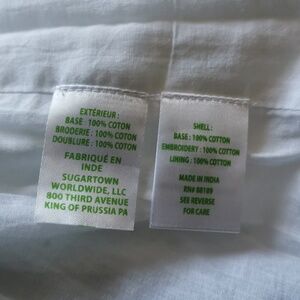 EXTÉRIEUR :
BASE : 100% COTON
BRODERIE : 100% COTON
DOUBLURE : 100% COTON
FABRIQUÉ EN
INDE
SUGARTOWN
WORLDWIDE, LLC
800 THIRD AVENUE
KING OF PRUSSIA PA
SHELL :
BASE : 100% COTTON
EMBROIDERY : 100% COTTON
LINING : 100% COTTON
MADE IN INDIA
RN# 88189
SEE REVERSE
FOR CARE